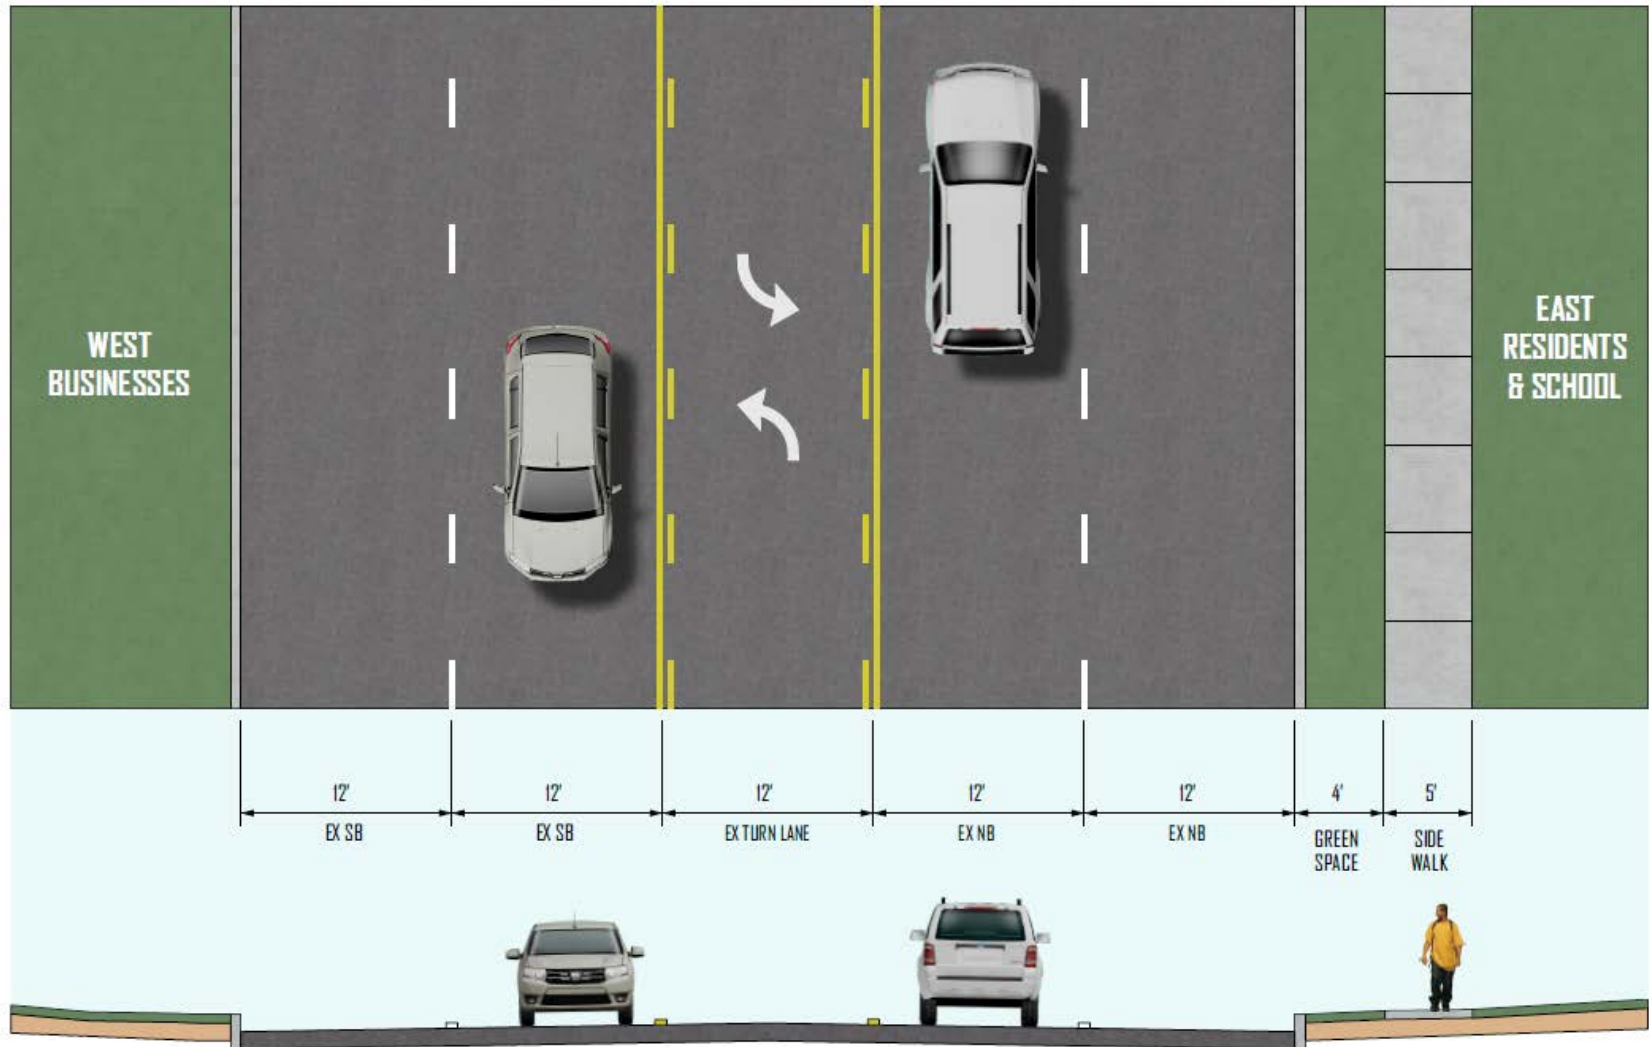 WEST
BUSINESSES
EAST
RESIDENTS
& SCHOOL
12'
12'
12'
12'
12'
4'
5'
EX SB
EX SB
EX TURN LANE
EX NB
EX NB
GREEN
SPACE
SIDE
WALK